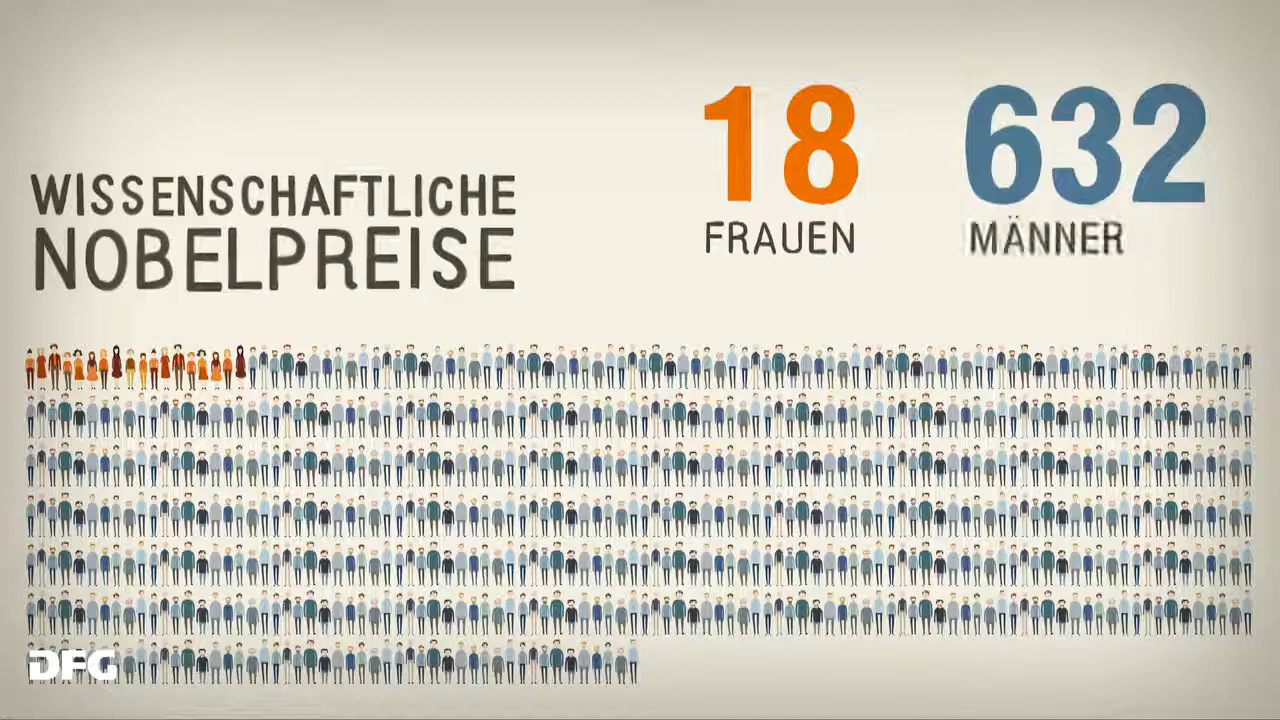 WISSENSCHAFTLICHE
NOBELPREISE
18
FRAUEN
632
MÄNNER
DFG